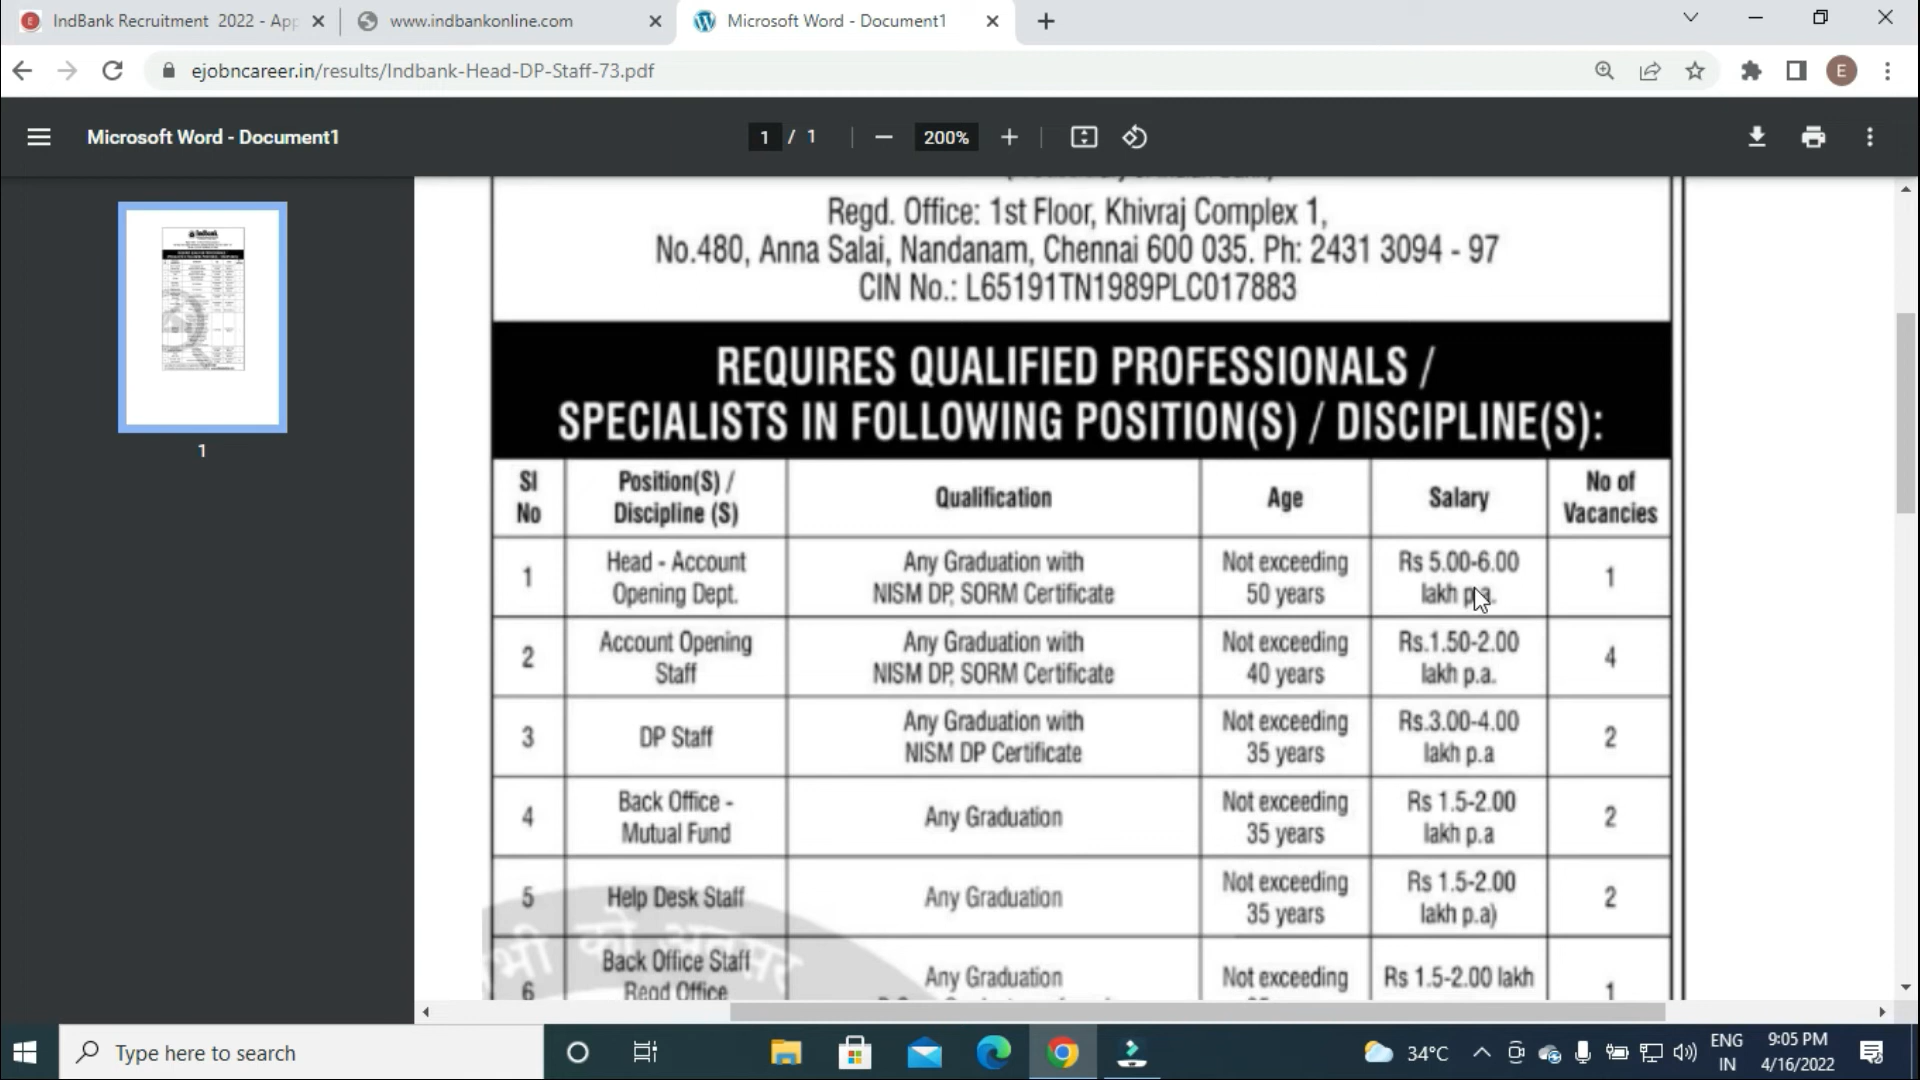 IndBank Recruitment 2022 - App
www.indbankonline.com
Microsoft Word - Document1
ejobncareer.in/results/Indbank-Head-DP-Staff-73.pdf
E
Microsoft Word - Document1
1 / 1
200%
1
Regd. Office: 1st Floor, Khivraj Complex 1,
No.480, Anna Salai, Nandanam, Chennai 600 035. Ph: 2431 3094 - 97
CIN No.: L65191TN1989PLC017883
REQUIRES QUALIFIED PROFESSIONALS /
SPECIALISTS IN FOLLOWING POSITION(S) / DISCIPLINE(S):
Sl No
Position(S) / Discipline (S)
Qualification
Age
Salary
No of Vacancies
1
Head - Account Opening Dept.
Any Graduation with NISM DP, SORM Certificate
Not exceeding 50 years
Rs 5.00-6.00 lakh p.a.
1
2
Account Opening Staff
Any Graduation with NISM DP, SORM Certificate
Not exceeding 40 years
Rs.1.50-2.00 lakh p.a.
4
3
DP Staff
Any Graduation with NISM DP Certificate
Not exceeding 35 years
Rs.3.00-4.00 lakh p.a
2
4
Back Office - Mutual Fund
Any Graduation
Not exceeding 35 years
Rs 1.5-2.00 lakh p.a
2
5
Help Desk Staff
Any Graduation
Not exceeding 35 years
Rs 1.5-2.00 lakh p.a)
2
6
Back Office Staff Regd Office
Any Graduation
Not exceeding
Rs 1.5-2.00 lakh
1
Type here to search
34°C
ENG
IN
9:05 PM
4/16/2022